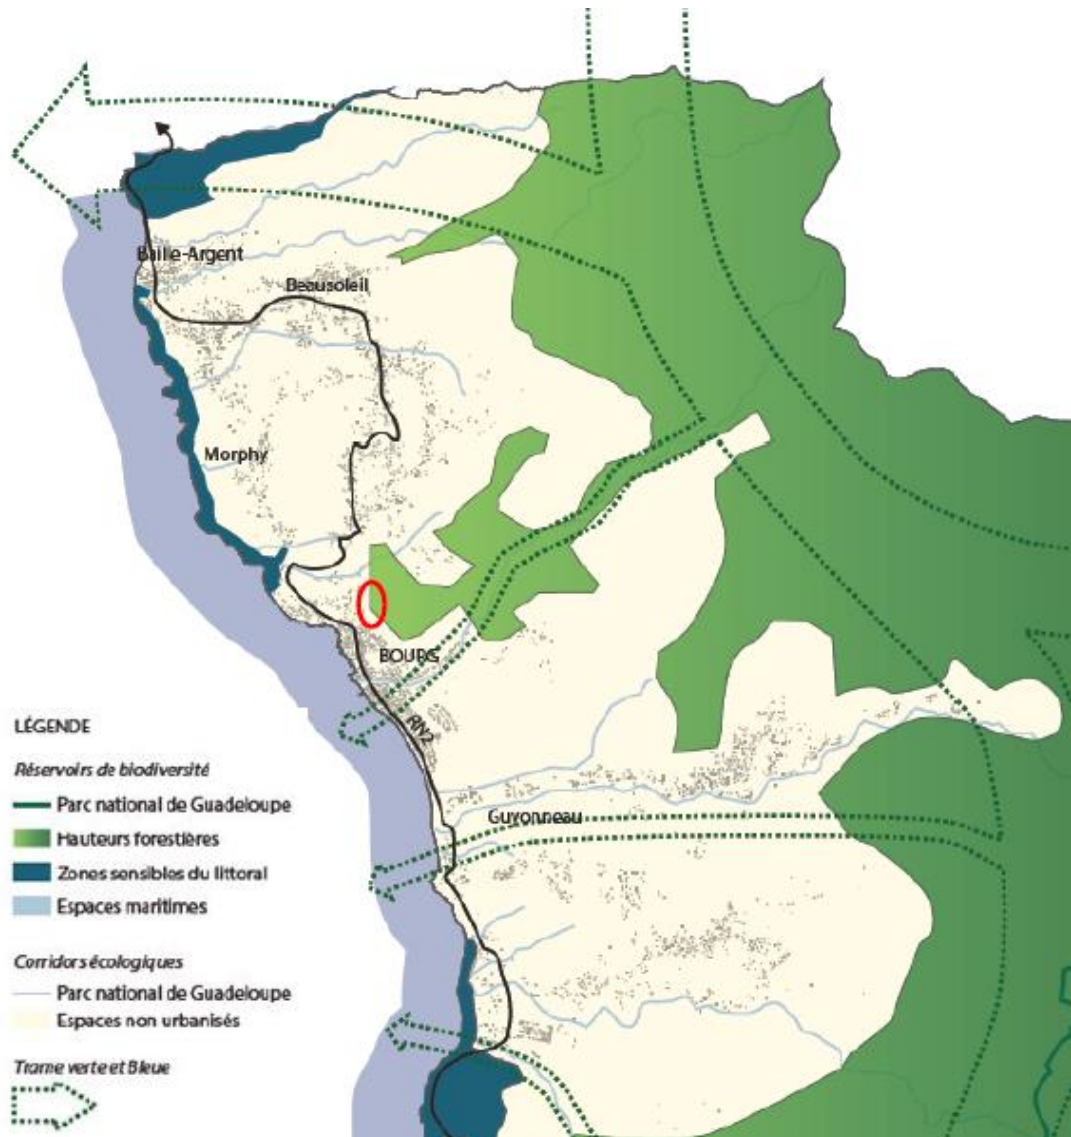 Baille-Argent
Beausoleil
Morphy
BOURG
RN2
Guyonneau
LÉGENDE
Réservoirs de biodiversité
Parc national de Guadeloupe
Hauteurs forestières
Zones sensibles du littoral
Espaces maritimes
Corridors écologiques
Parc national de Guadeloupe
Espaces non urbanisés
Trame verte et Bleue